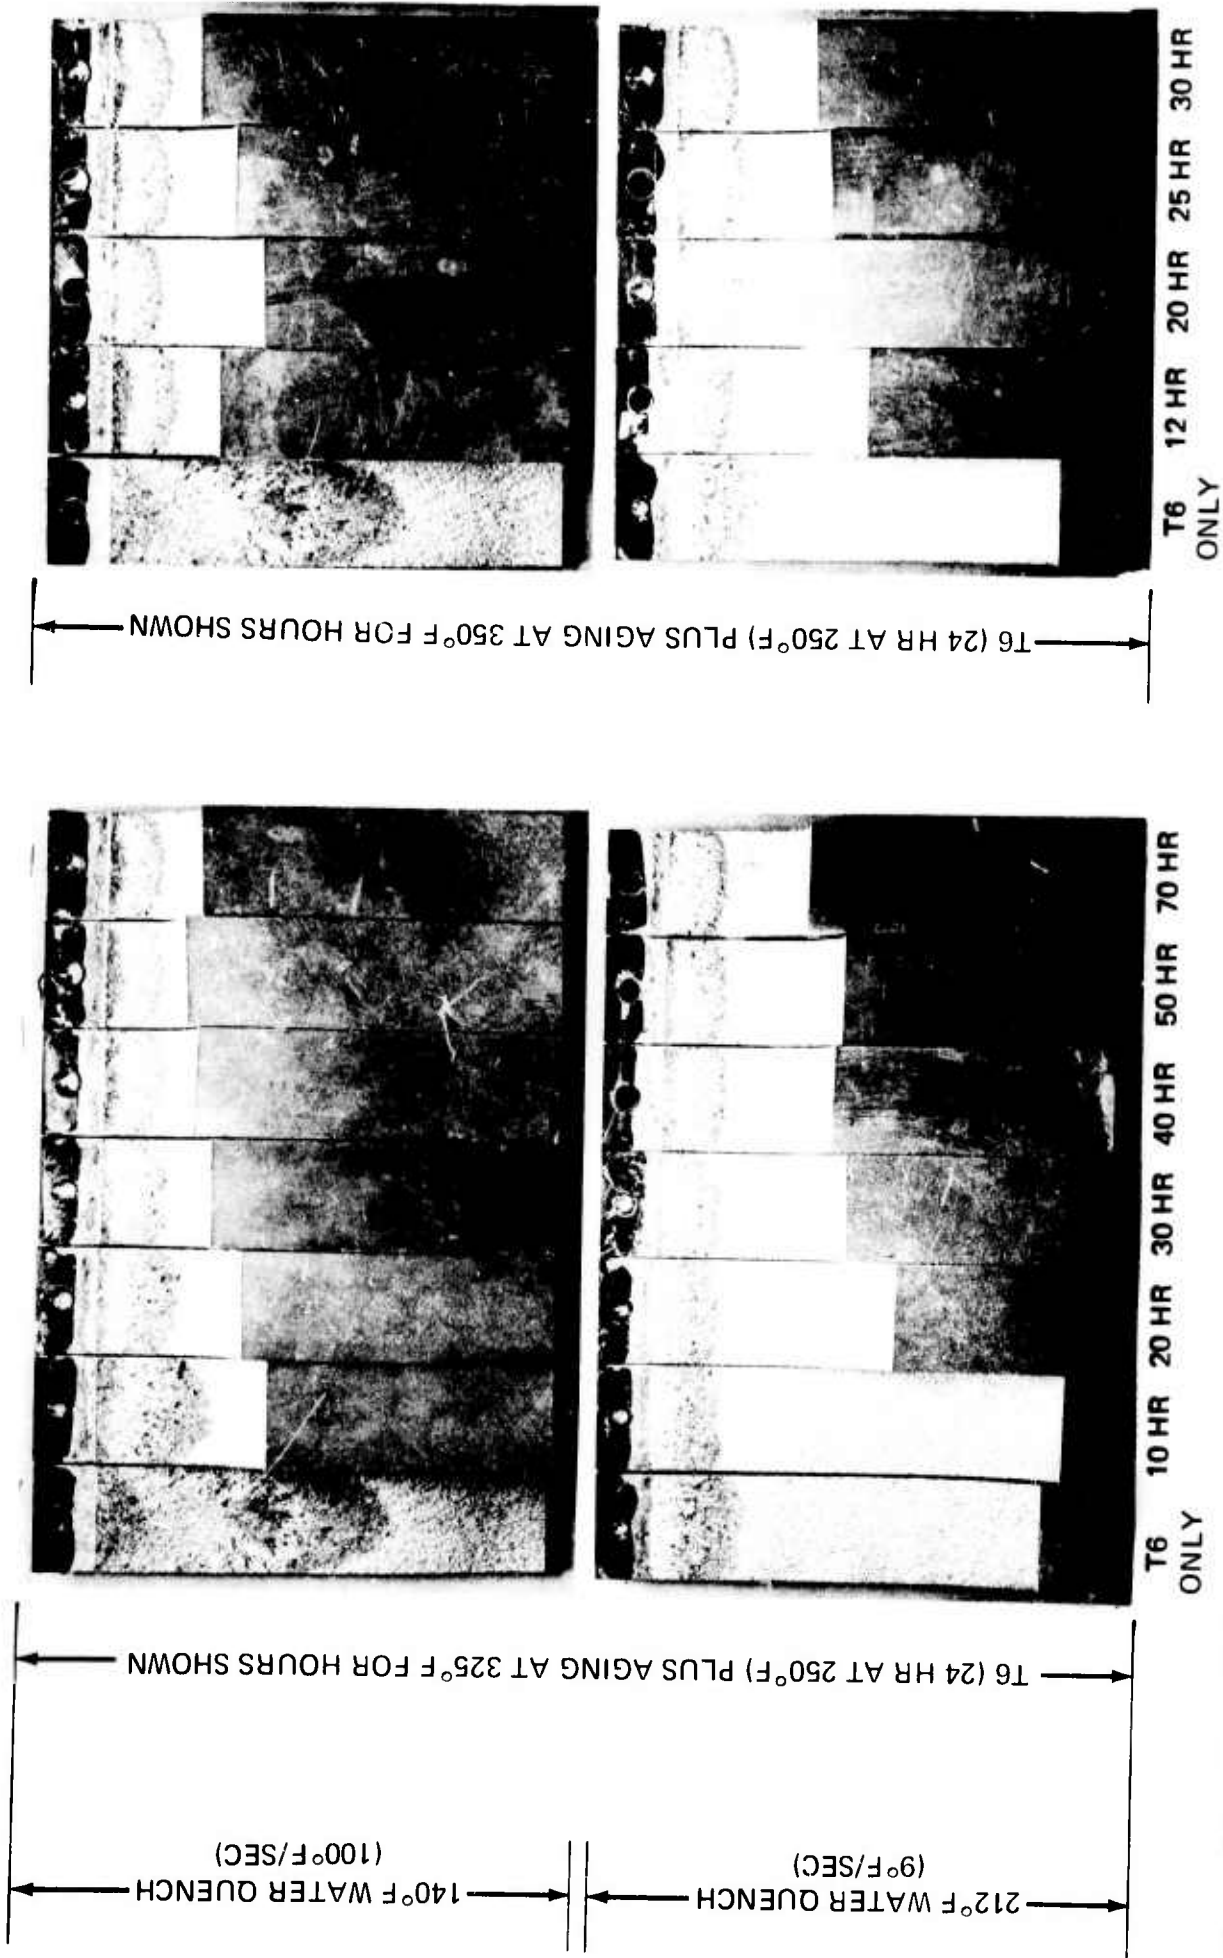 140°F WATER QUENCH
(100°F/SEC)
212°F WATER QUENCH
(9°F/SEC)
T6 (24 HR AT 250°F) PLUS AGING AT 325°F FOR HOURS SHOWN
T6
ONLY
10 HR
20 HR
30 HR
40 HR
50 HR
70 HR
T6 (24 HR AT 250°F) PLUS AGING AT 350°F FOR HOURS SHOWN
T6
ONLY
12 HR
20 HR
25 HR
30 HR